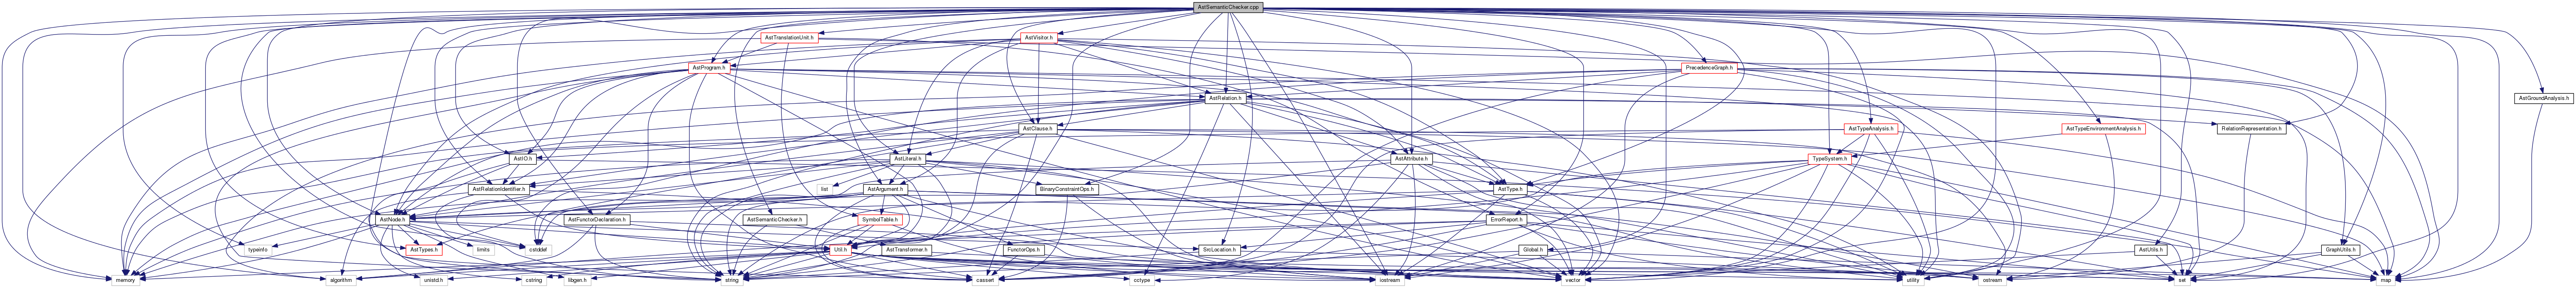 AstSemanticChecker.cpp
AstTranslationUnit.h
AstVisitor.h
AstProgram.h
PrecedenceGraph.h
AstRelation.h
AstGroundAnalysis.h
AstClause.h
AstTypeAnalysis.h
AstTypeEnvironmentAnalysis.h
RelationRepresentation.h
AstIO.h
AstLiteral.h
AstAttribute.h
TypeSystem.h
AstRelationIdentifier.h
list
AstArgument.h
BinaryConstraintOps.h
AstType.h
AstNode.h
AstFunctorDeclaration.h
AstSemanticChecker.h
SymbolTable.h
ErrorReport.h
typeinfo
AstTypes.h
limits
cstddef
Util.h
AstTransformer.h
FunctorOps.h
SrcLocation.h
Global.h
AstUtils.h
GraphUtils.h
memory
algorithm
unistd.h
cstring
libgen.h
string
cassert
cctype
iostream
vector
utility
ostream
set
map